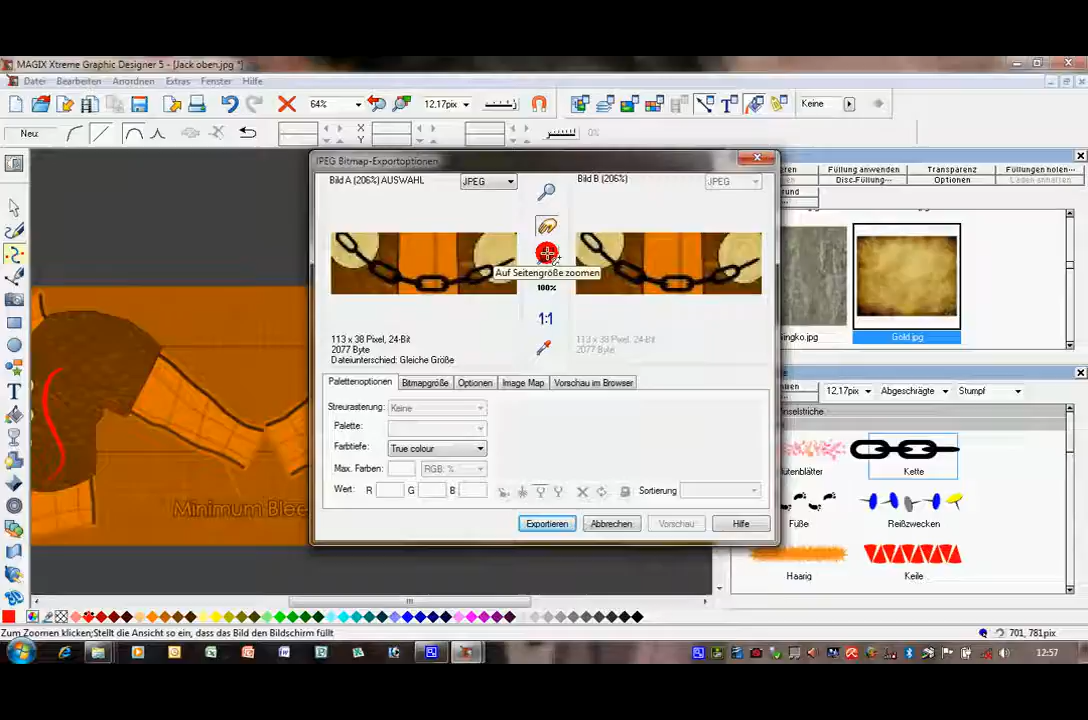 MAGIX Xtreme Graphic Designer 5 - [Jack oben.jpg *]
Datei Bearbeiten Anordnen Extras Fenster Hilfe
64% 12,17pix Keine
Neu: X Y 0%
JPEG Bitmap-Exportoptionen
Bild A (206%) AUSWAHL JPEG Bild B (206%) JPEG
Auf Seitengröße zoomen
100%
1:1
113 x 38 Pixel, 24-Bit
2077 Byte
Dateiunterschied: Gleiche Größe
113 x 38 Pixel, 24-Bit
2077 Byte
Palettenoptionen Bitmapgröße Optionen Image Map Vorschau im Browser
Streurasterung: Keine
Palette:
Farbtiefe: True colour
Max. Farben: RGB: %
Wert: R G B Sortierung
Exportieren Abbrechen Vorschau Hilfe
Minimum Blee
Füllung anwenden Transparenz Füllungen holen...
Disc-Füllung... Optionen
Gold.jpg
12,17pix Abgeschrägte Stumpf
Kette
Füße Reißzwecken
Haarig Keile
Zum Zoomen klicken;Stellt die Ansicht so ein, dass das Bild den Bildschirm füllt
701, 781pix
12:57